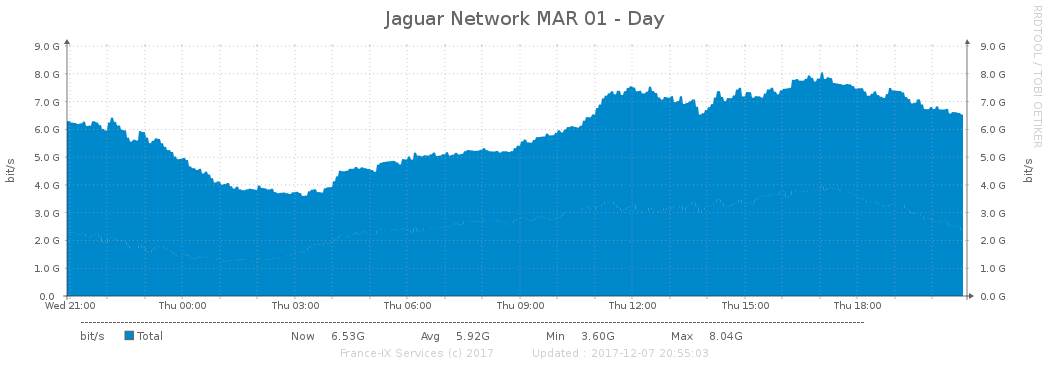 Jaguar Network MAR 01 - Day
RRDTOOL / TOBI OETIKER
9.0 G 9.0 G
8.0 G 8.0 G
7.0 G 7.0 G
6.0 G 6.0 G
5.0 G 5.0 G
4.0 G 4.0 G
3.0 G 3.0 G
2.0 G 2.0 G
1.0 G 1.0 G
0.0 0.0 G
bit/s bit/s
Wed 21:00 Thu 00:00 Thu 03:00 Thu 06:00 Thu 09:00 Thu 12:00 Thu 15:00 Thu 18:00
bit/s Total Now 6.53G Avg 5.92G Min 3.60G Max 8.04G
France-IX Services (c) 2017 Updated : 2017-12-07 20:55:03